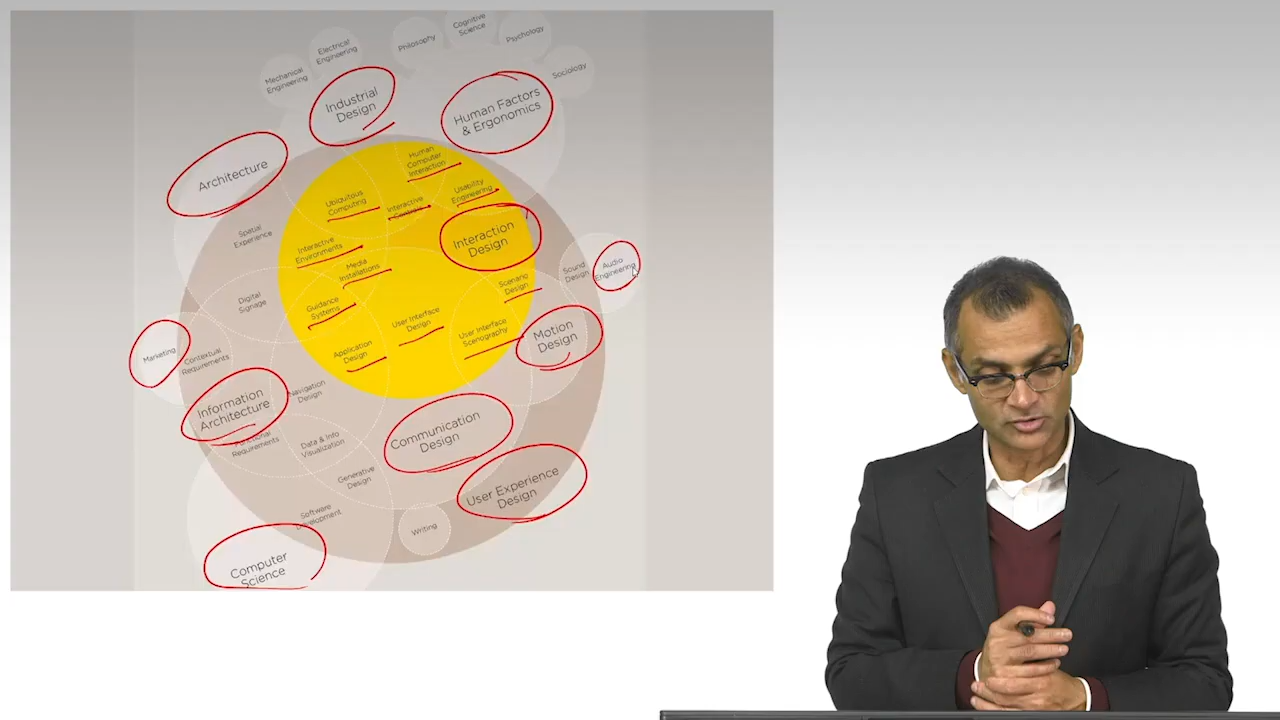 Cognitive
Science
Philosophy
Psychology
Electrical
Engineering
Mechanical
Engineering
Sociology
Industrial
Design
Human Factors
& Ergonomics
Architecture
Human
Computer
Interaction
Ubiquitous
Computing
Interactive
Controls
Usability
Engineering
Spatial
Experience
Interactive
Environments
Interaction
Design
Media
Installations
Sound
Design
Audio
Engineering
Digital
Signage
Guidance
Systems
Scenario
Design
User Interface
Design
User Interface
Scenography
Motion
Design
Marketing
Contextual
Requirements
Application
Design
Information
Architecture
Navigation
Design
Functional
Requirements
Data & Info
Visualization
Communication
Design
Generative
Design
User Experience
Design
Software
Development
Writing
Computer
Science